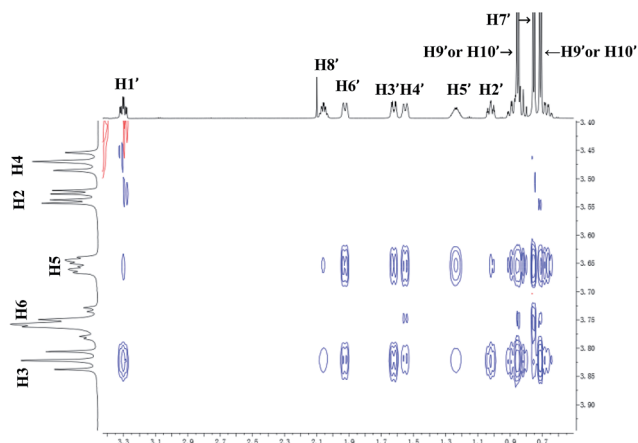 H7′→
H9′or H10′→ ←H9′or H10′
H1′ H8′ H6′ H3′ H4′ H5′ H2′
H4
H2
H5
H6
H3
3.40
3.45
3.50
3.55
3.60
3.65
3.70
3.75
3.80
3.85
3.90
3.3 3.1 2.9 2.7 2.5 2.3 2.1 1.9 1.7 1.5 1.3 1.1 0.9 0.7